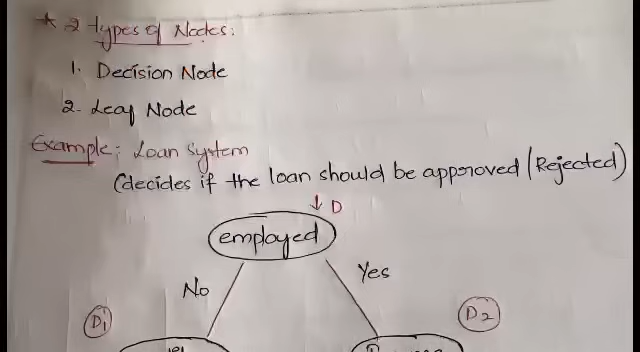 * 2 types of Nodes:
1. Decision Node
2. Leaf Node
Example: Loan System
(decides if the loan should be approved/Rejected)
↓ D
employed
No Yes
D1 D2